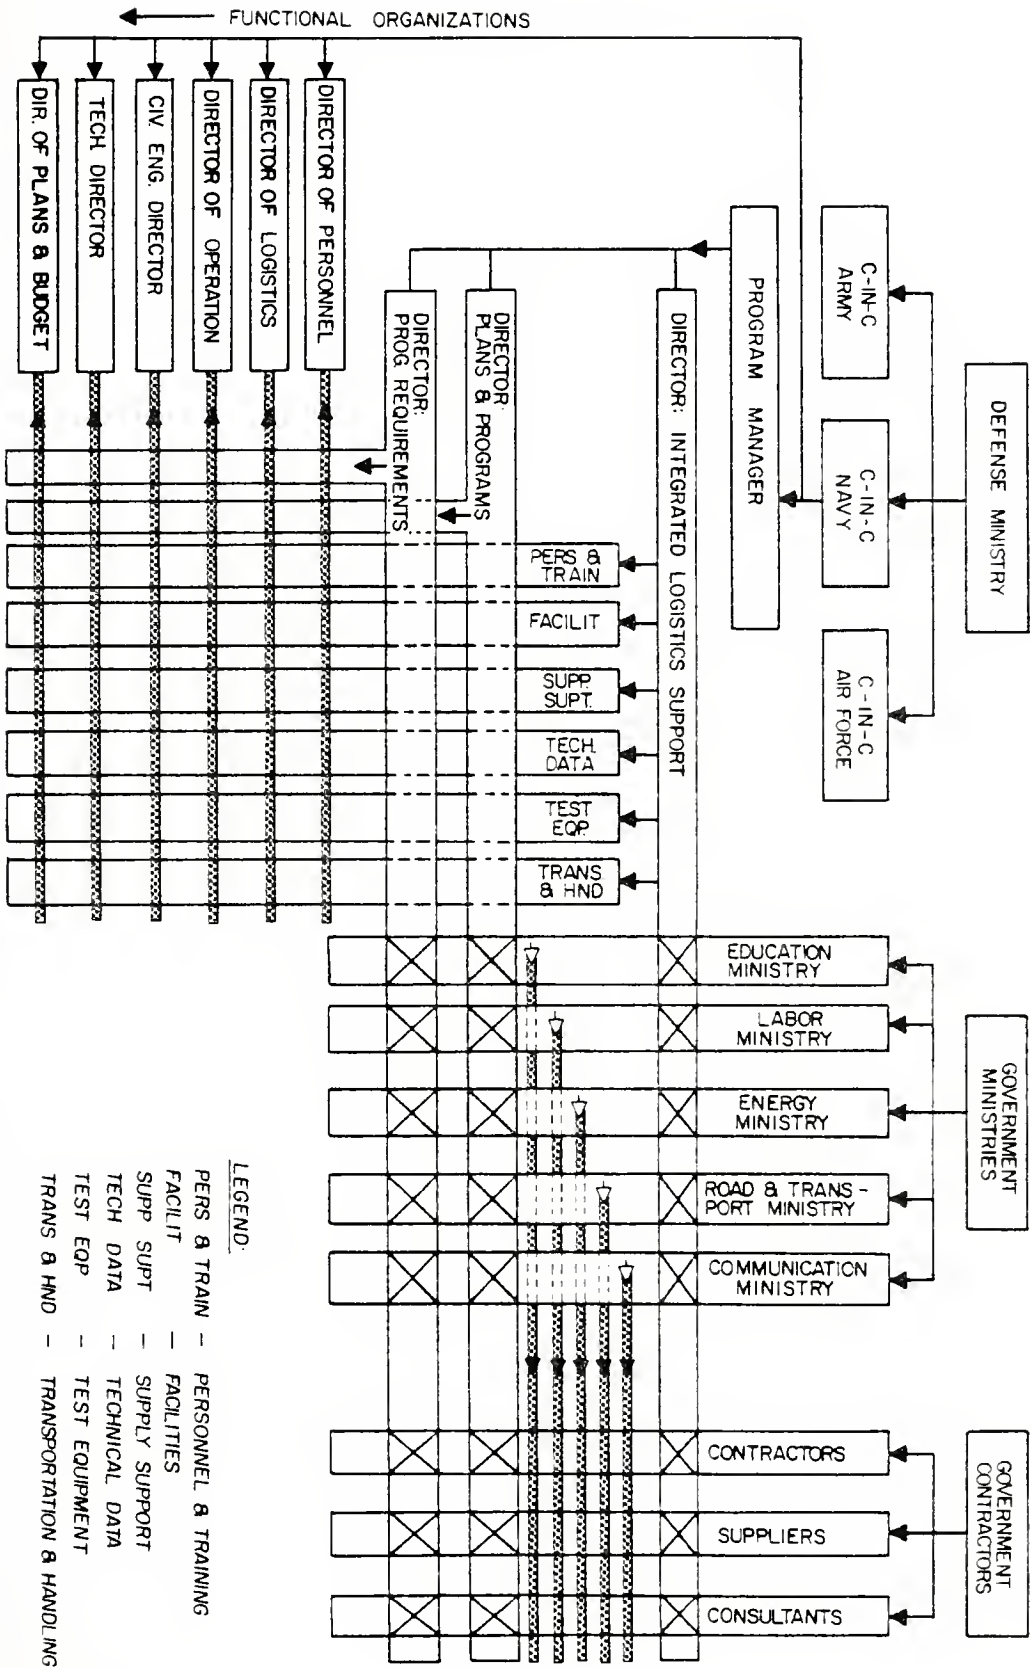 DEFENSE MINISTRY
GOVERNMENT
MINISTRIES
GOVERNMENT
CONTRACTORS
C-IN-C
ARMY
C-IN-C
NAVY
C-IN-C
AIR FORCE
PROGRAM MANAGER
DIRECTOR: INTEGRATED LOGISTICS SUPPORT
DIRECTOR:
PLANS & PROGRAMS
DIRECTOR:
PROG REQUIREMENTS
PERS &
TRAIN
FACILIT
SUPP.
SUPT.
TECH.
DATA
TEST
EQP.
TRANS
& HND
EDUCATION
MINISTRY
LABOR
MINISTRY
ENERGY
MINISTRY
ROAD & TRANS-
PORT MINISTRY
COMMUNICATION
MINISTRY
CONTRACTORS
SUPPLIERS
CONSULTANTS
FUNCTIONAL ORGANIZATIONS
DIRECTOR OF PERSONNEL
DIRECTOR OF LOGISTICS
DIRECTOR OF OPERATION
CIV. ENG. DIRECTOR
TECH. DIRECTOR
DIR. OF PLANS & BUDGET
LEGEND:
PERS & TRAIN - PERSONNEL & TRAINING
FACILIT - FACILITIES
SUPP SUPT - SUPPLY SUPPORT
TECH DATA - TECHNICAL DATA
TEST EQP - TEST EQUIPMENT
TRANS & HND - TRANSPORTATION & HANDLING